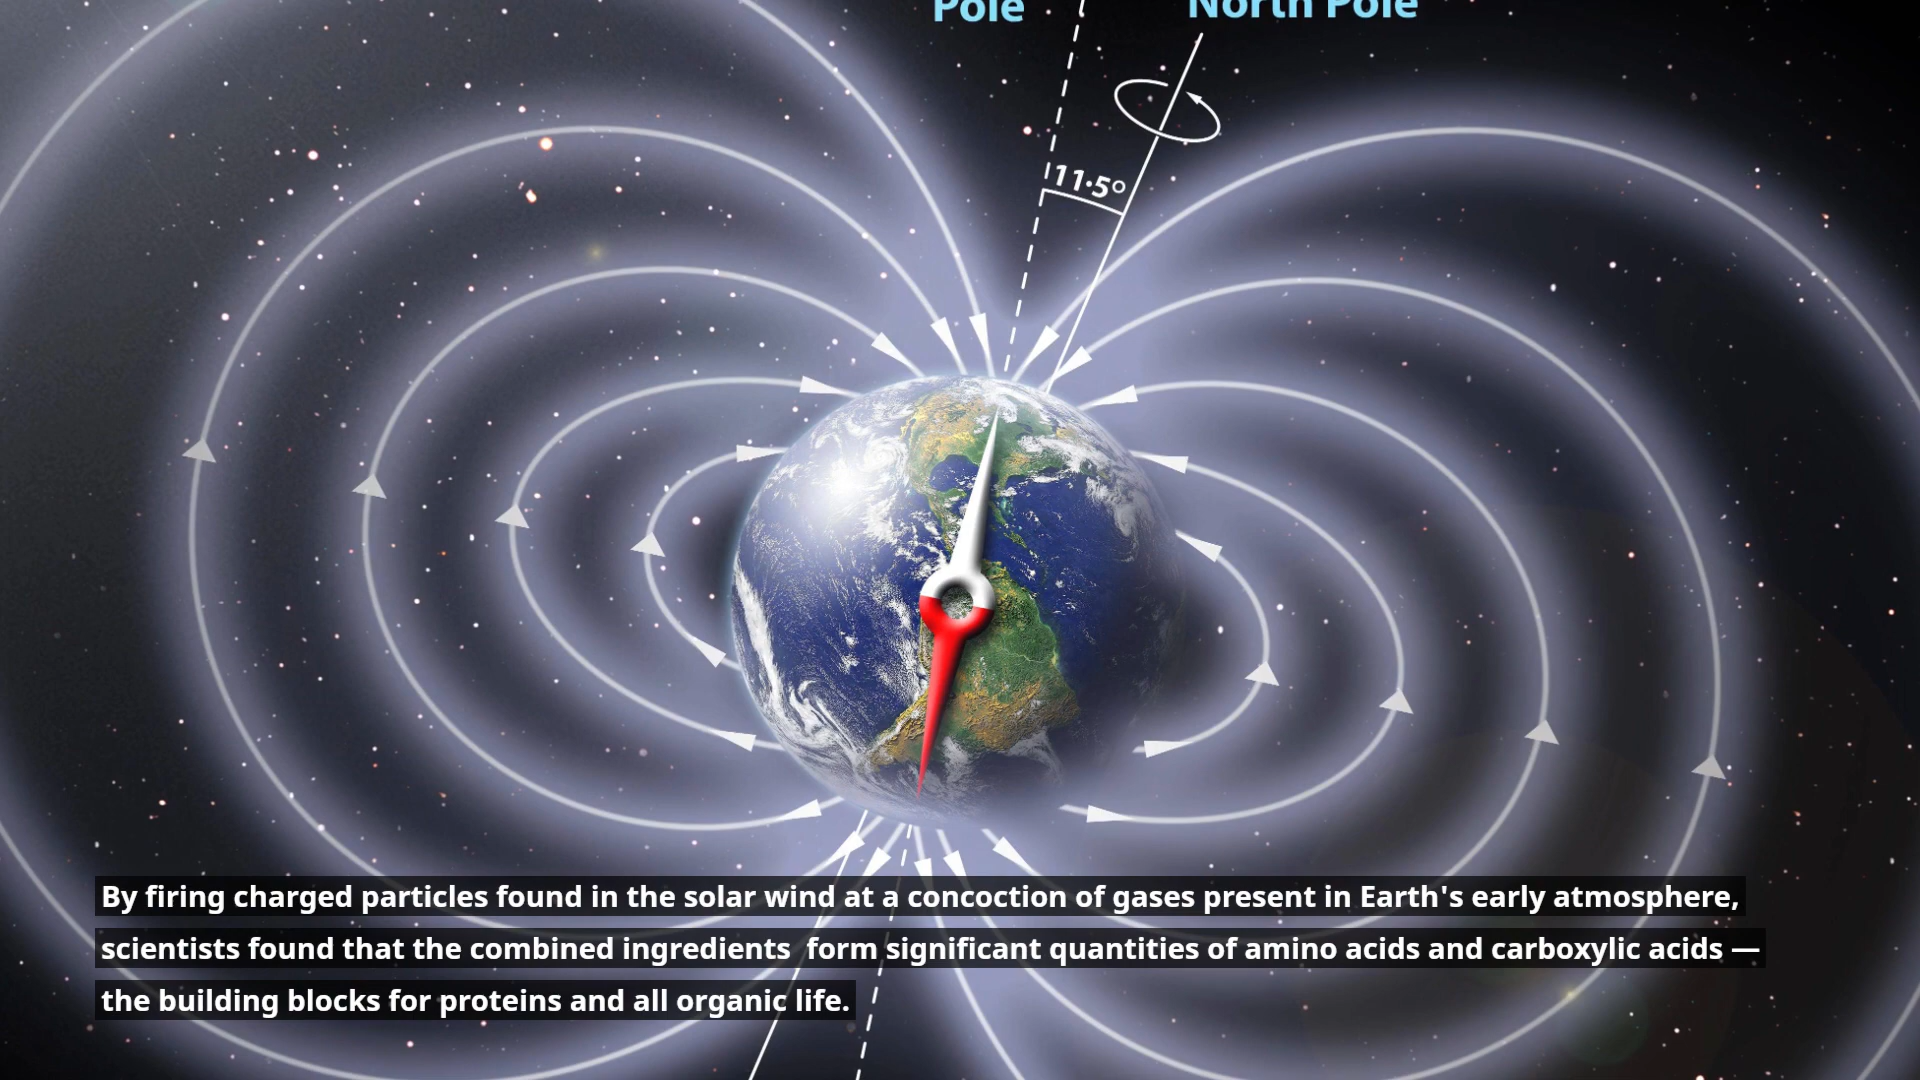 Pole
North Pole
11·5°
By firing charged particles found in the solar wind at a concoction of gases present in Earth's early atmosphere,
scientists found that the combined ingredients  form significant quantities of amino acids and carboxylic acids —
the building blocks for proteins and all organic life.